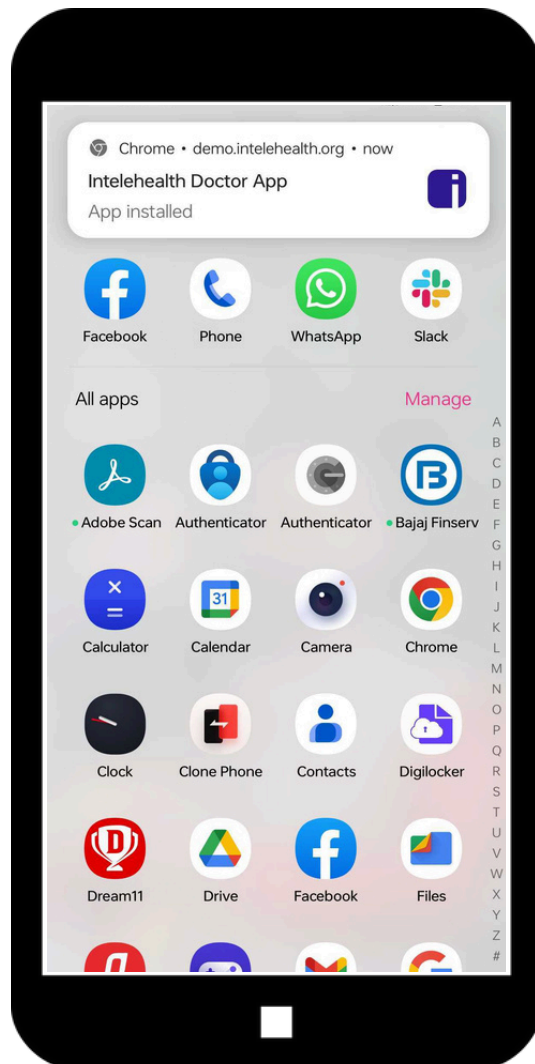 Chrome • demo.intelehealth.org • now
Intelehealth Doctor App
App installed
Facebook Phone WhatsApp Slack
All apps Manage
Adobe Scan Authenticator Authenticator Bajaj Finserv
31
Calculator Calendar Camera Chrome
Clock Clone Phone Contacts Digilocker
Dream11 Drive Facebook Files
A
B
C
D
E
F
G
H
I
J
K
L
M
N
O
P
Q
R
S
T
U
V
W
X
Y
Z
#